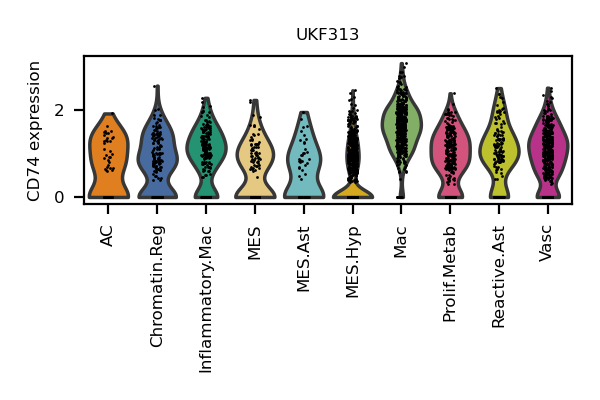 UKF313
CD74 expression
2
0
AC
Chromatin.Reg
Inflammatory.Mac
MES
MES.Ast
MES.Hyp
Mac
Prolif.Metab
Reactive.Ast
Vasc